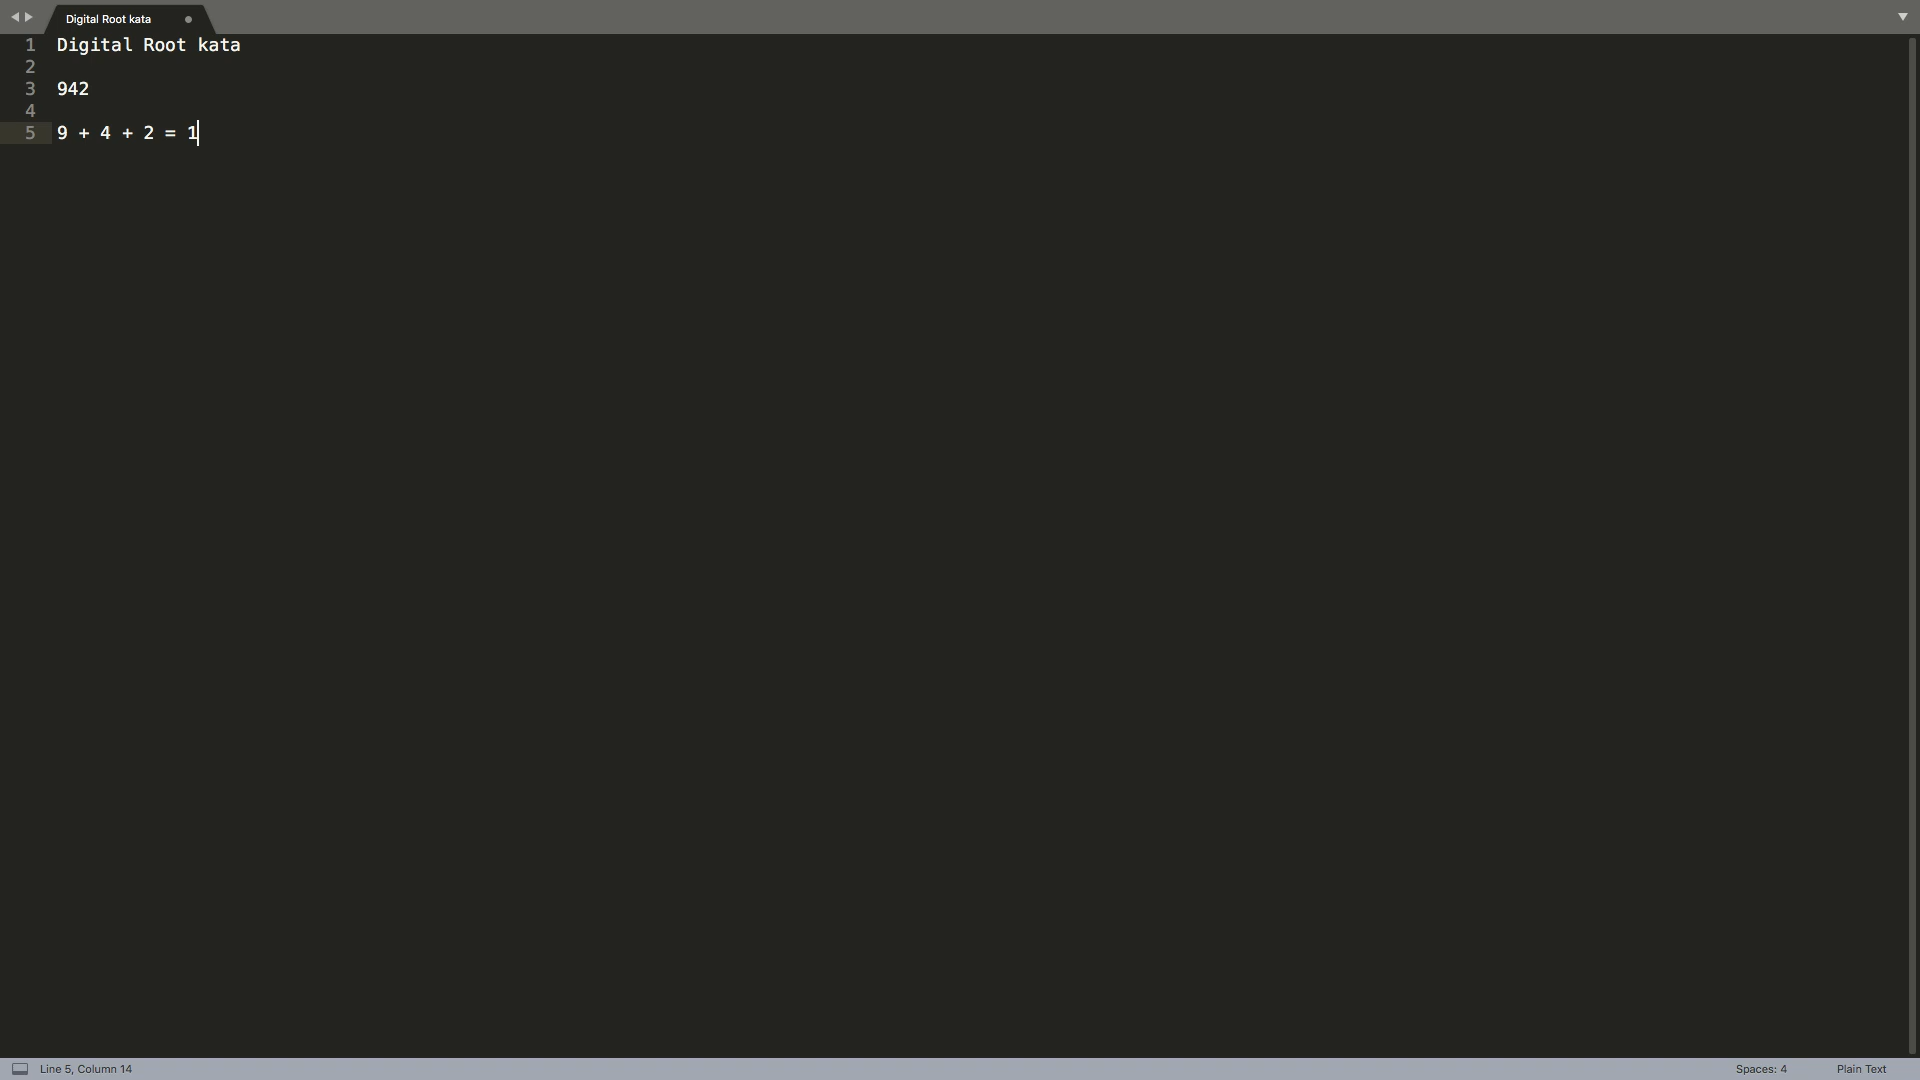 Digital Root kata
1 Digital Root kata
2
3 942
4
5 9 + 4 + 2 = 1
Line 5, Column 14
Spaces: 4
Plain Text